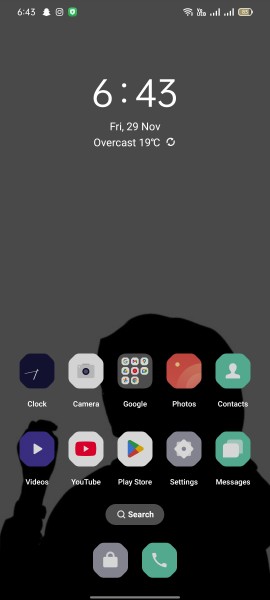 6:43
6:43
Fri, 29 Nov
Overcast 19°C
Clock Camera Google Photos Contacts
Videos YouTube Play Store Settings Messages
Search